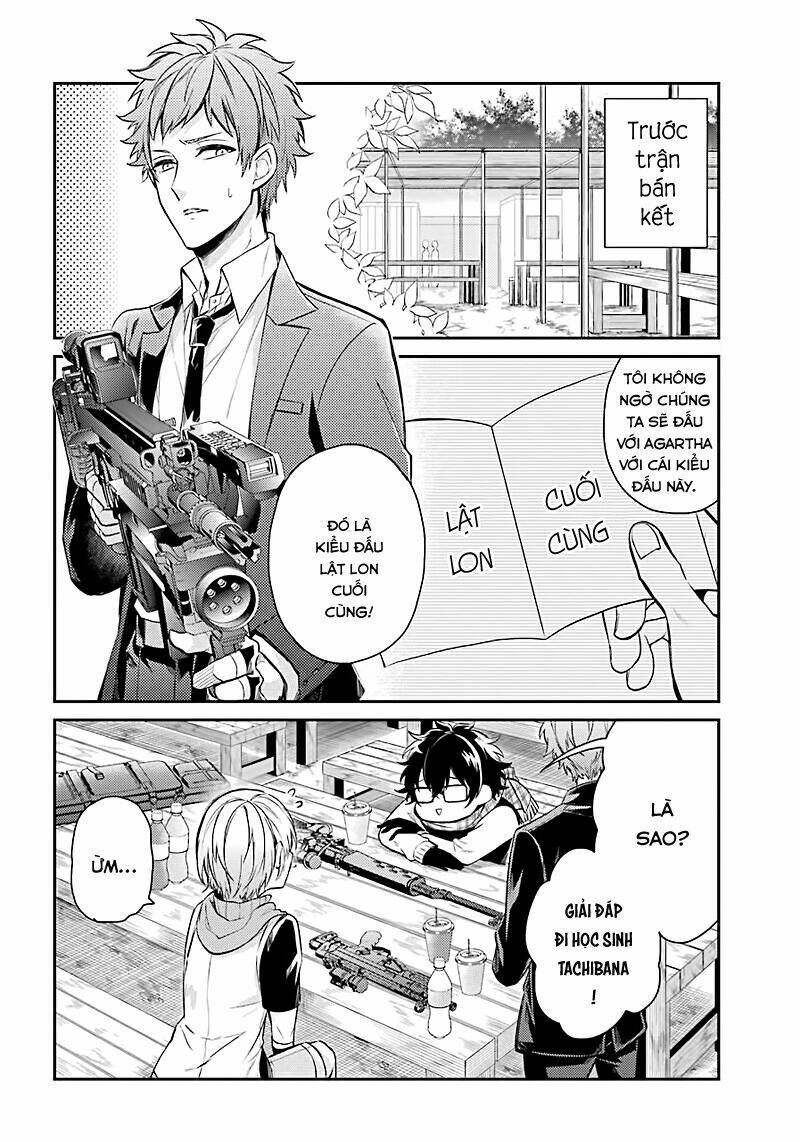 Trước
trận
bán
kết
TÔI KHÔNG
NGỜ CHÚNG
TA SẼ ĐẤU
VỚI AGARTHA
VỚI CÁI KIỂU
ĐẤU NÀY.
CUỐI
CÙNG
LẬT
LON
ĐÓ LÀ
KIỂU ĐẤU
LẬT LON
CUỐI
CÙNG!
LÀ
SAO?
GIẢI ĐÁP
ĐI HỌC SINH
TACHIBANA
!
ỪM...